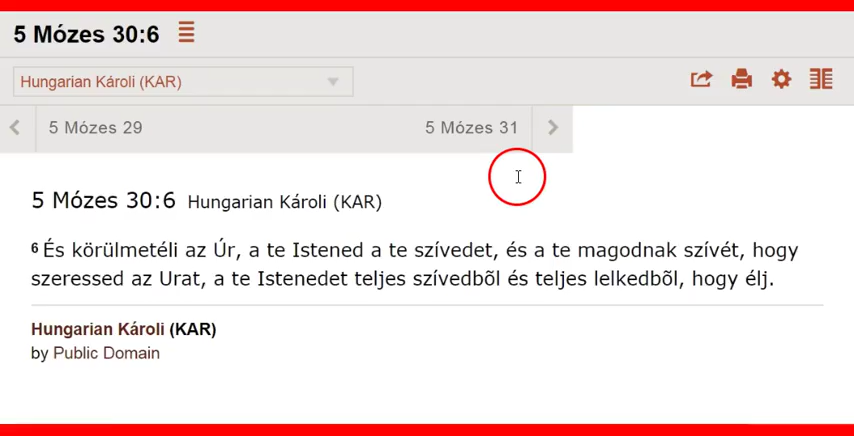 5 Mózes 30:6
Hungarian Károli (KAR)
5 Mózes 29
5 Mózes 31
5 Mózes 30:6 Hungarian Károli (KAR)
6 És körülmetéli az Úr, a te Istened a te szívedet, és a te magodnak szívét, hogy
szeressed az Urat, a te Istenedet teljes szívedbõl és teljes lelkedbõl, hogy élj.
Hungarian Károli (KAR)
by Public Domain